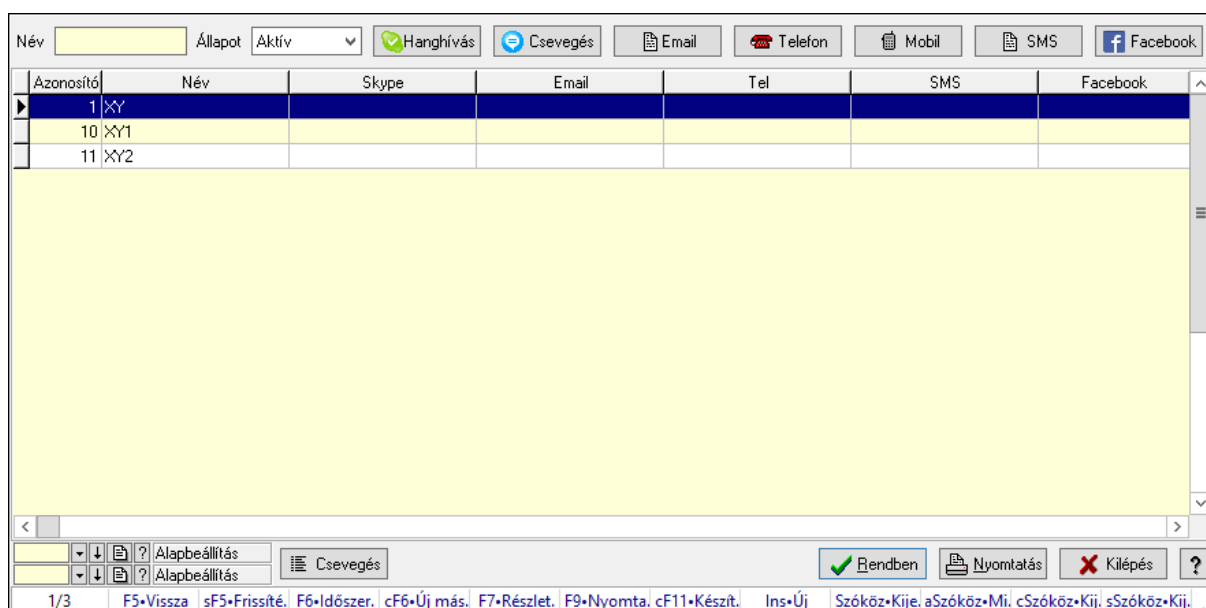 Név Állapot Aktív Hanghívás Csevegés Email Telefon Mobil SMS Facebook
Azonosító Név Skype Email Tel SMS Facebook
1 XY
10 XY1
11 XY2
? Alapbeállítás
? Alapbeállítás
Csevegés Rendben Nyomtatás Kilépés ?
1/3 F5•Vissza sF5•Frissíté. F6•Időszer. cF6•Új más. F7•Részlet. F9•Nyomta. cF11•Készít. Ins•Új Szóköz•Kije. aSzóköz•Mi. cSzóköz•Kij. sSzóköz•Kij.